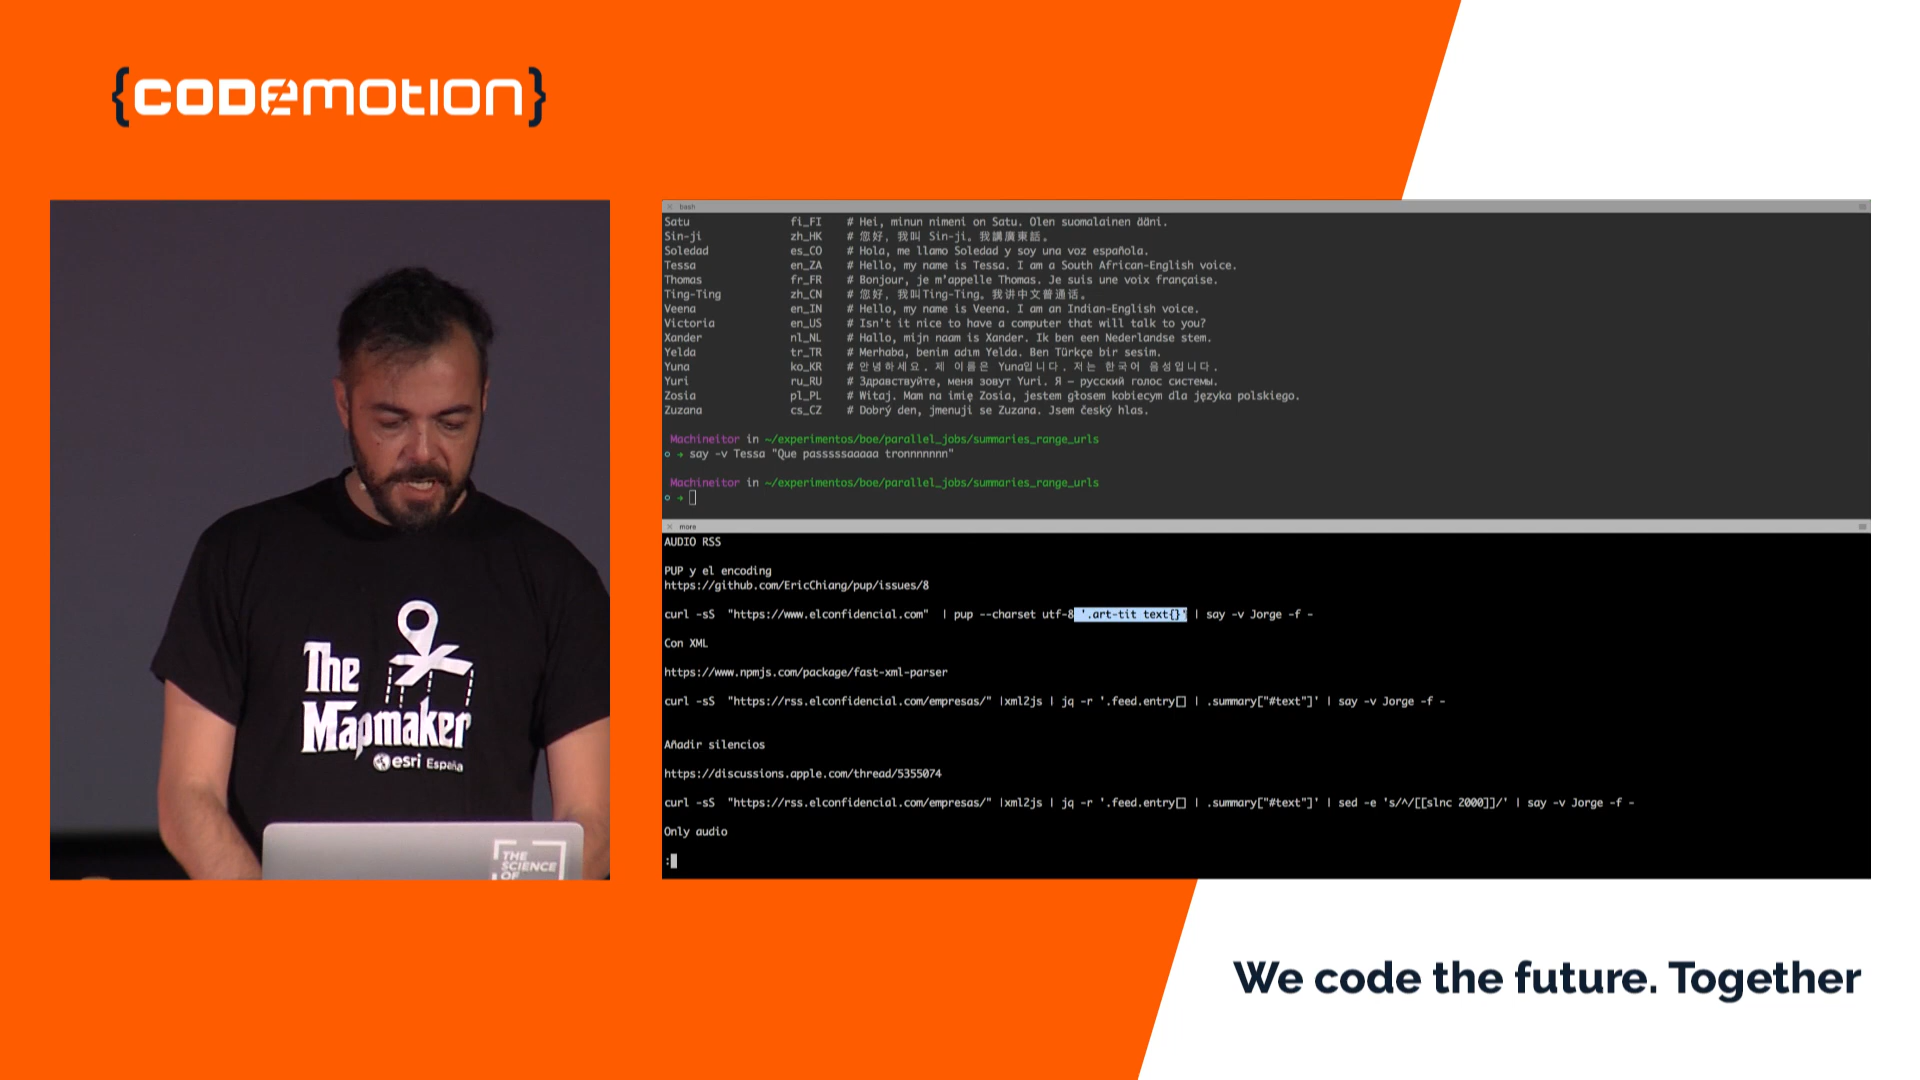 {CODEMOTION}
bash
Satu fi_FI # Hei, minun nimeni on Satu. Olen suomalainen ääni.
Sin-ji zh_HK # 您好，我叫 Sin-ji。我講廣東話。
Soledad es_CO # Hola, me llamo Soledad y soy una voz española.
Tessa en_ZA # Hello, my name is Tessa. I am a South African-English voice.
Thomas fr_FR # Bonjour, je m'appelle Thomas. Je suis une voix française.
Ting-Ting zh_CN # 您好，我叫Ting-Ting。我讲中文普通话。
Veena en_IN # Hello, my name is Veena. I am an Indian-English voice.
Victoria en_US # Isn't it nice to have a computer that will talk to you?
Xander nl_NL # Hallo, mijn naam is Xander. Ik ben een Nederlandse stem.
Yelda tr_TR # Merhaba, benim adım Yelda. Ben Türkçe bir sesim.
Yuna ko_KR # 안녕하세요. 제 이름은 Yuna입니다. 저는 한국어 음성입니다.
Yuri ru_RU # Здравствуйте, меня зовут Yuri. Я – русский голос системы.
Zosia pl_PL # Witaj. Mam na imię Zosia, jestem głosem kobiecym dla języka polskiego.
Zuzana cs_CZ # Dobrý den, jmenuji se Zuzana. Jsem český hlas.
Machineitor in ~/experimentos/boe/parallel_jobs/summaries_range_urls
○ → say -v Tessa "Que passsssaaaaa tronnnnnnn"
Machineitor in ~/experimentos/boe/parallel_jobs/summaries_range_urls
○ →
more
AUDIO RSS
PUP y el encoding
https://github.com/EricChiang/pup/issues/8
curl -sS "https://www.elconfidencial.com" | pup --charset utf-8 '.art-tit text{}' | say -v Jorge -f -
Con XML
https://www.npmjs.com/package/fast-xml-parser
curl -sS "https://rss.elconfidencial.com/empresas/" |xml2js | jq -r '.feed.entry[] | .summary["#text"]' | say -v Jorge -f -
Añadir silencios
https://discussions.apple.com/thread/5355074
curl -sS "https://rss.elconfidencial.com/empresas/" |xml2js | jq -r '.feed.entry[] | .summary["#text"]' | sed -e 's/^/[[slnc 2000]]/' | say -v Jorge -f -
Only audio
:
The
Mapmaker
esri España
THE
SCIENCE
OF
We code the future. Together